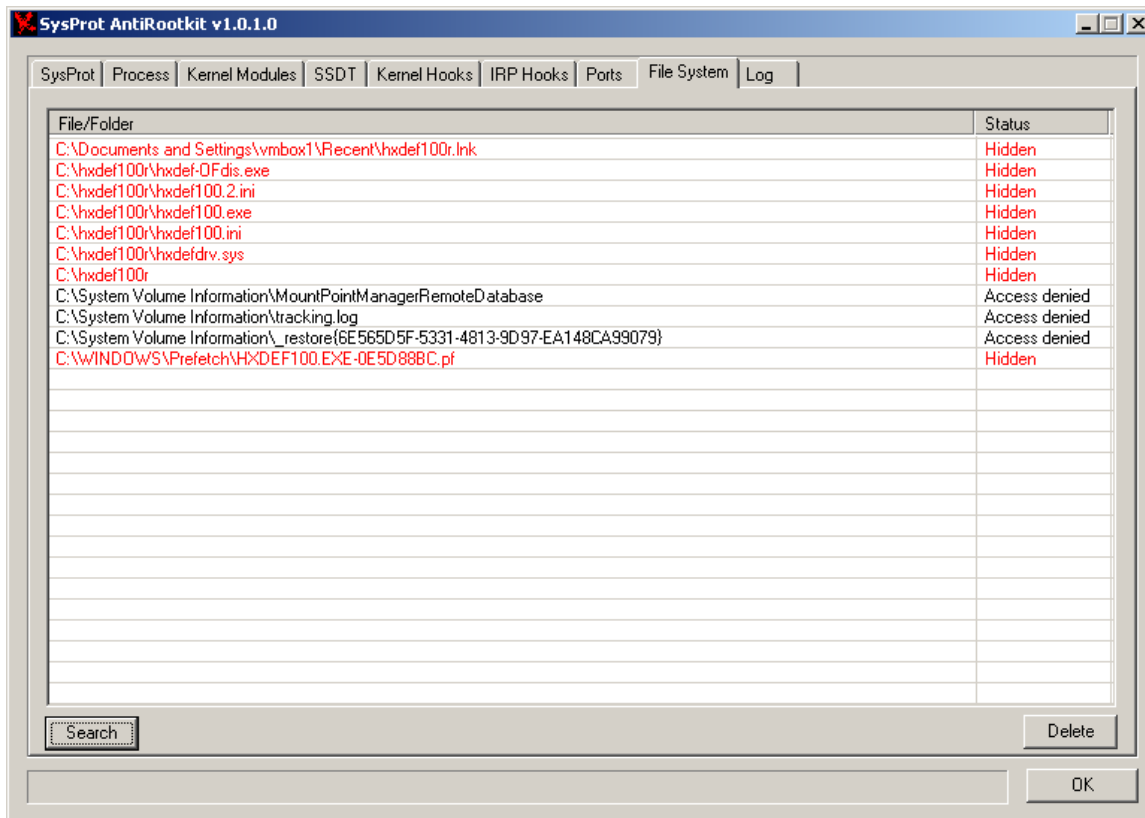 SysProt AntiRootkit v1.0.1.0
SysProt Process Kernel Modules SSDT Kernel Hooks IRP Hooks Ports File System Log
File/Folder Status
C:\Documents and Settings\vmbox1\Recent\hxdef100r.lnk Hidden
C:\hxdef100r\hxdef-OFdis.exe Hidden
C:\hxdef100r\hxdef100.2.ini Hidden
C:\hxdef100r\hxdef100.exe Hidden
C:\hxdef100r\hxdef100.ini Hidden
C:\hxdef100r\hxdefdrv.sys Hidden
C:\hxdef100r Hidden
C:\System Volume Information\MountPointManagerRemoteDatabase Access denied
C:\System Volume Information\tracking.log Access denied
C:\System Volume Information\_restore{6E565D5F-5331-4813-9D97-EA148CA99079} Access denied
C:\WINDOWS\Prefetch\HXDEF100.EXE-0E5D88BC.pf Hidden
Search Delete
OK